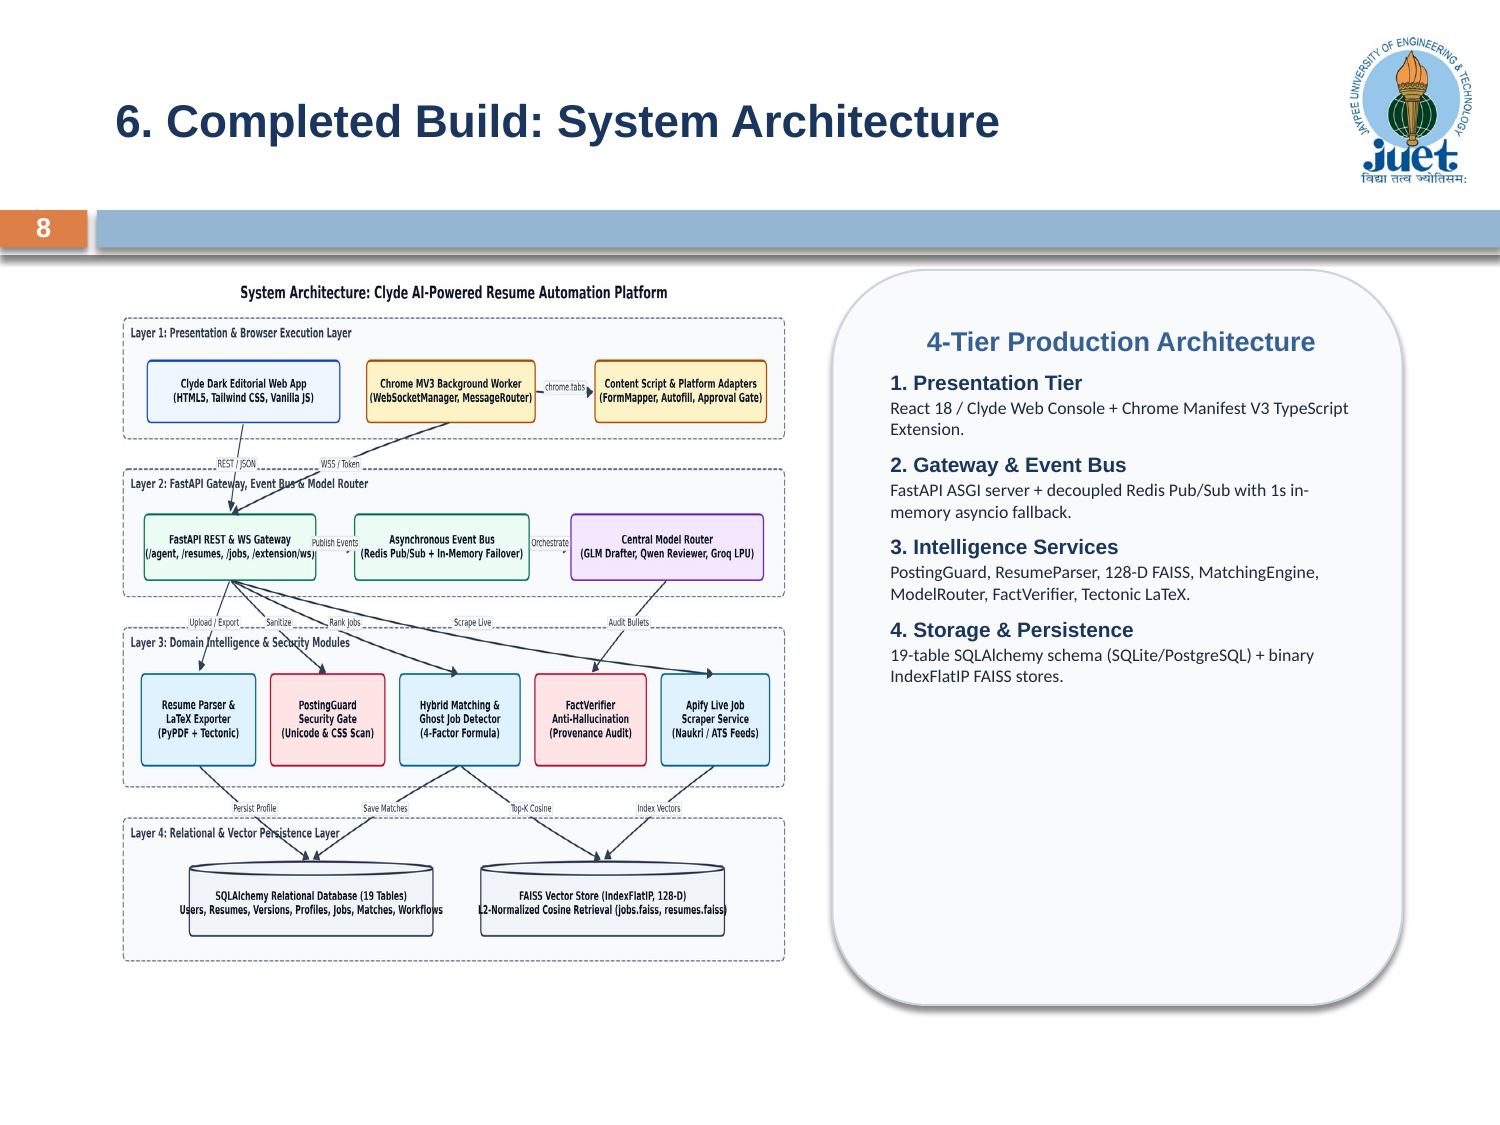 6. Completed Build: System Architecture
JAYPEE UNIVERSITY OF ENGINEERING & TECHNOLOGY
juet
विद्या तत्व ज्योतिसम:
8
System Architecture: Clyde AI-Powered Resume Automation Platform
Layer 1: Presentation & Browser Execution Layer
Clyde Dark Editorial Web App
(HTML5, Tailwind CSS, Vanilla JS)
Chrome MV3 Background Worker
(WebSocketManager, MessageRouter)
chrome.tabs
Content Script & Platform Adapters
(FormMapper, Autofill, Approval Gate)
REST / JSON
WSS / Token
Layer 2: FastAPI Gateway, Event Bus & Model Router
FastAPI REST & WS Gateway
(/agent, /resumes, /jobs, /extension/ws)
Publish Events
Asynchronous Event Bus
(Redis Pub/Sub + In-Memory Failover)
Orchestrate
Central Model Router
(GLM Drafter, Qwen Reviewer, Groq LPU)
Upload / Export
Sanitize
Rank Jobs
Scrape Live
Audit Bullets
Layer 3: Domain Intelligence & Security Modules
Resume Parser &
LaTeX Exporter
(PyPDF + Tectonic)
PostingGuard
Security Gate
(Unicode & CSS Scan)
Hybrid Matching &
Ghost Job Detector
(4-Factor Formula)
FactVerifier
Anti-Hallucination
(Provenance Audit)
Apify Live Job
Scraper Service
(Naukri / ATS Feeds)
Persist Profile
Save Matches
Top-K Cosine
Index Vectors
Layer 4: Relational & Vector Persistence Layer
SQLAlchemy Relational Database (19 Tables)
Users, Resumes, Versions, Profiles, Jobs, Matches, Workflows
FAISS Vector Store (IndexFlatIP, 128-D)
L2-Normalized Cosine Retrieval (jobs.faiss, resumes.faiss)
4-Tier Production Architecture
1. Presentation Tier
React 18 / Clyde Web Console + Chrome Manifest V3 TypeScript
Extension.
2. Gateway & Event Bus
FastAPI ASGI server + decoupled Redis Pub/Sub with 1s in-
memory asyncio fallback.
3. Intelligence Services
PostingGuard, ResumeParser, 128-D FAISS, MatchingEngine,
ModelRouter, FactVerifier, Tectonic LaTeX.
4. Storage & Persistence
19-table SQLAlchemy schema (SQLite/PostgreSQL) + binary
IndexFlatIP FAISS stores.